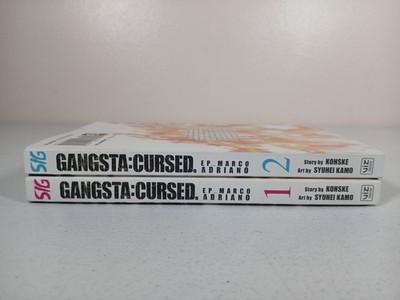 SIG GANGSTA:CURSED. EP_MARCO ADRIANO 2 Story by KOHSKE Art by SYUHEI KAMO VIZ
SIG GANGSTA:CURSED. EP_MARCO ADRIANO 1 Story by KOHSKE Art by SYUHEI KAMO VIZ